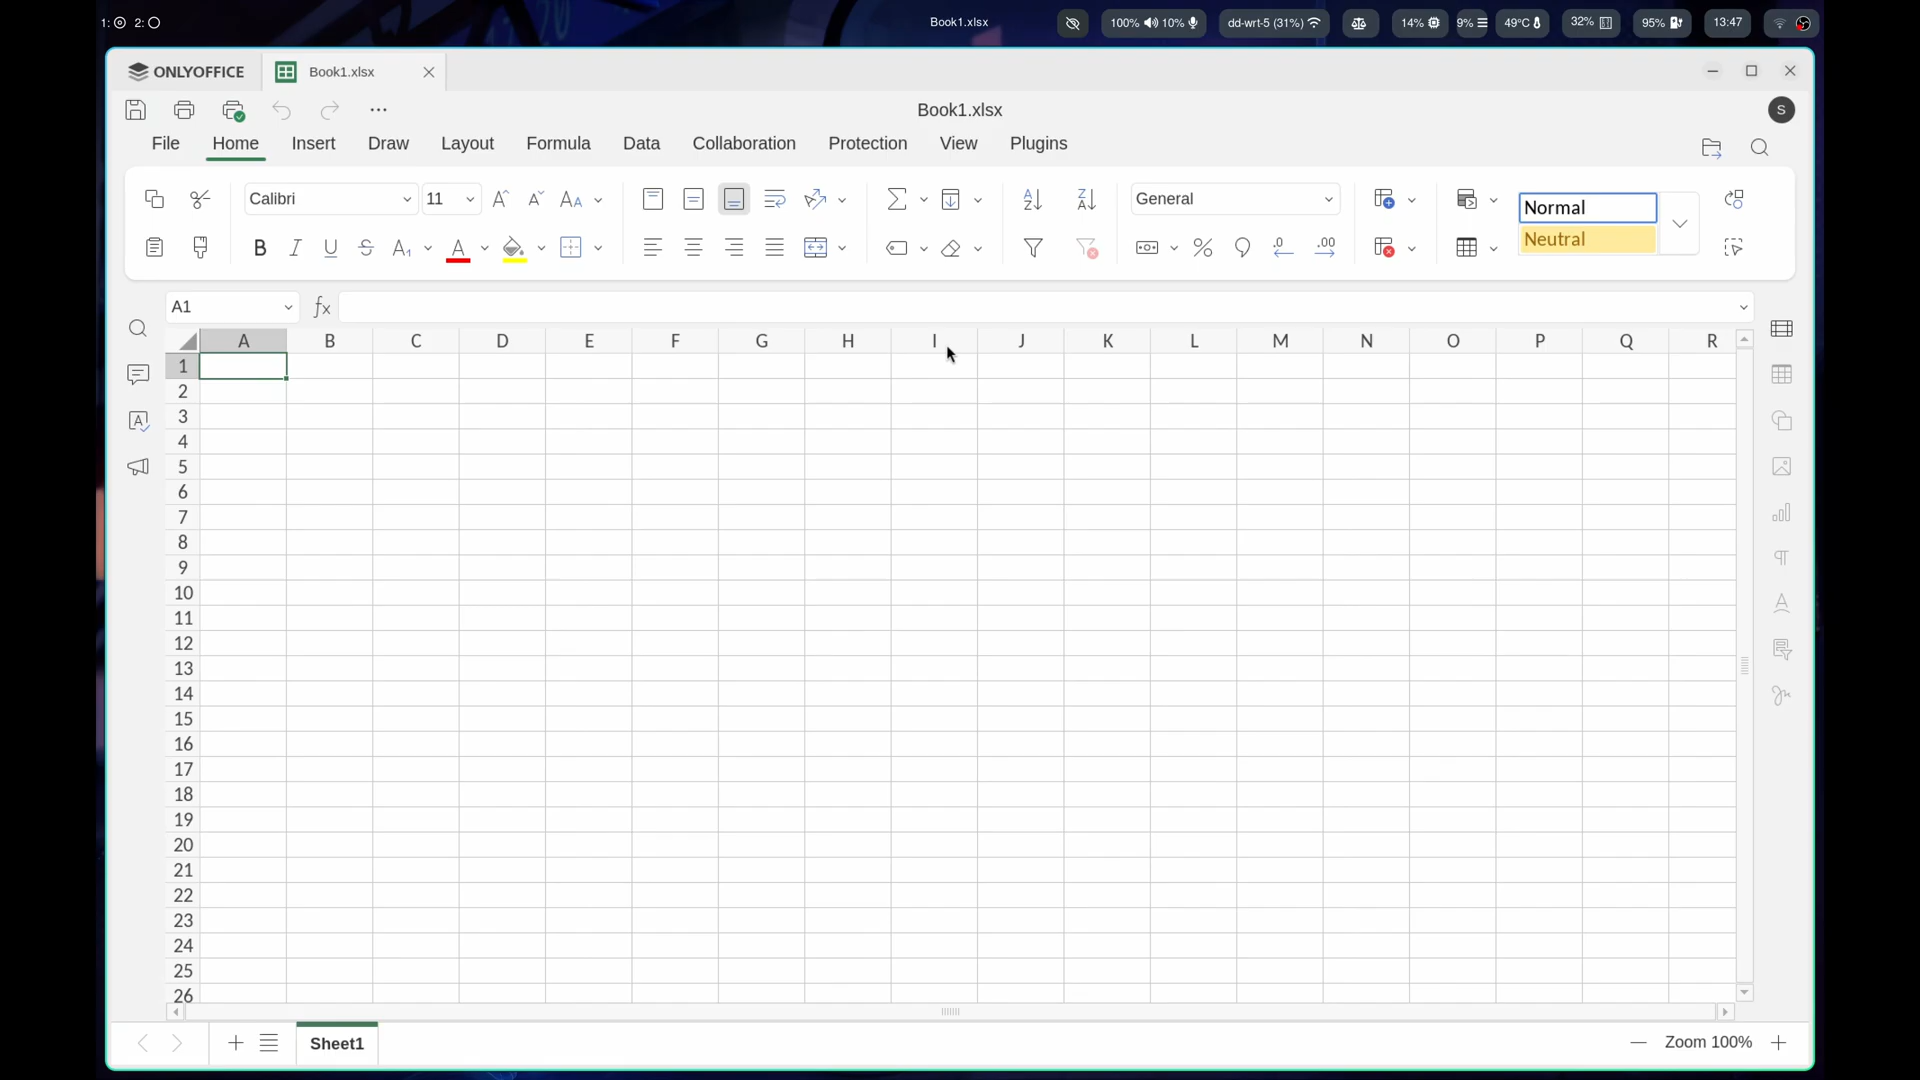 1: 2: Book1.xlsx 100% 10% dd-wrt-5 (31%) 14% 9% 49°C 32% 95% 13:47
ONLYOFFICE Book1.xlsx
Book1.xlsx S
File Home Insert Draw Layout Formula Data Collaboration Protection View Plugins
Calibri 11 General Normal
Neutral
A1 fx
A B C D E F G H I J K L M N O P Q R
1
2
3
4
5
6
7
8
9
10
11
12
13
14
15
16
17
18
19
20
21
22
23
24
25
26
Sheet1 Zoom 100%